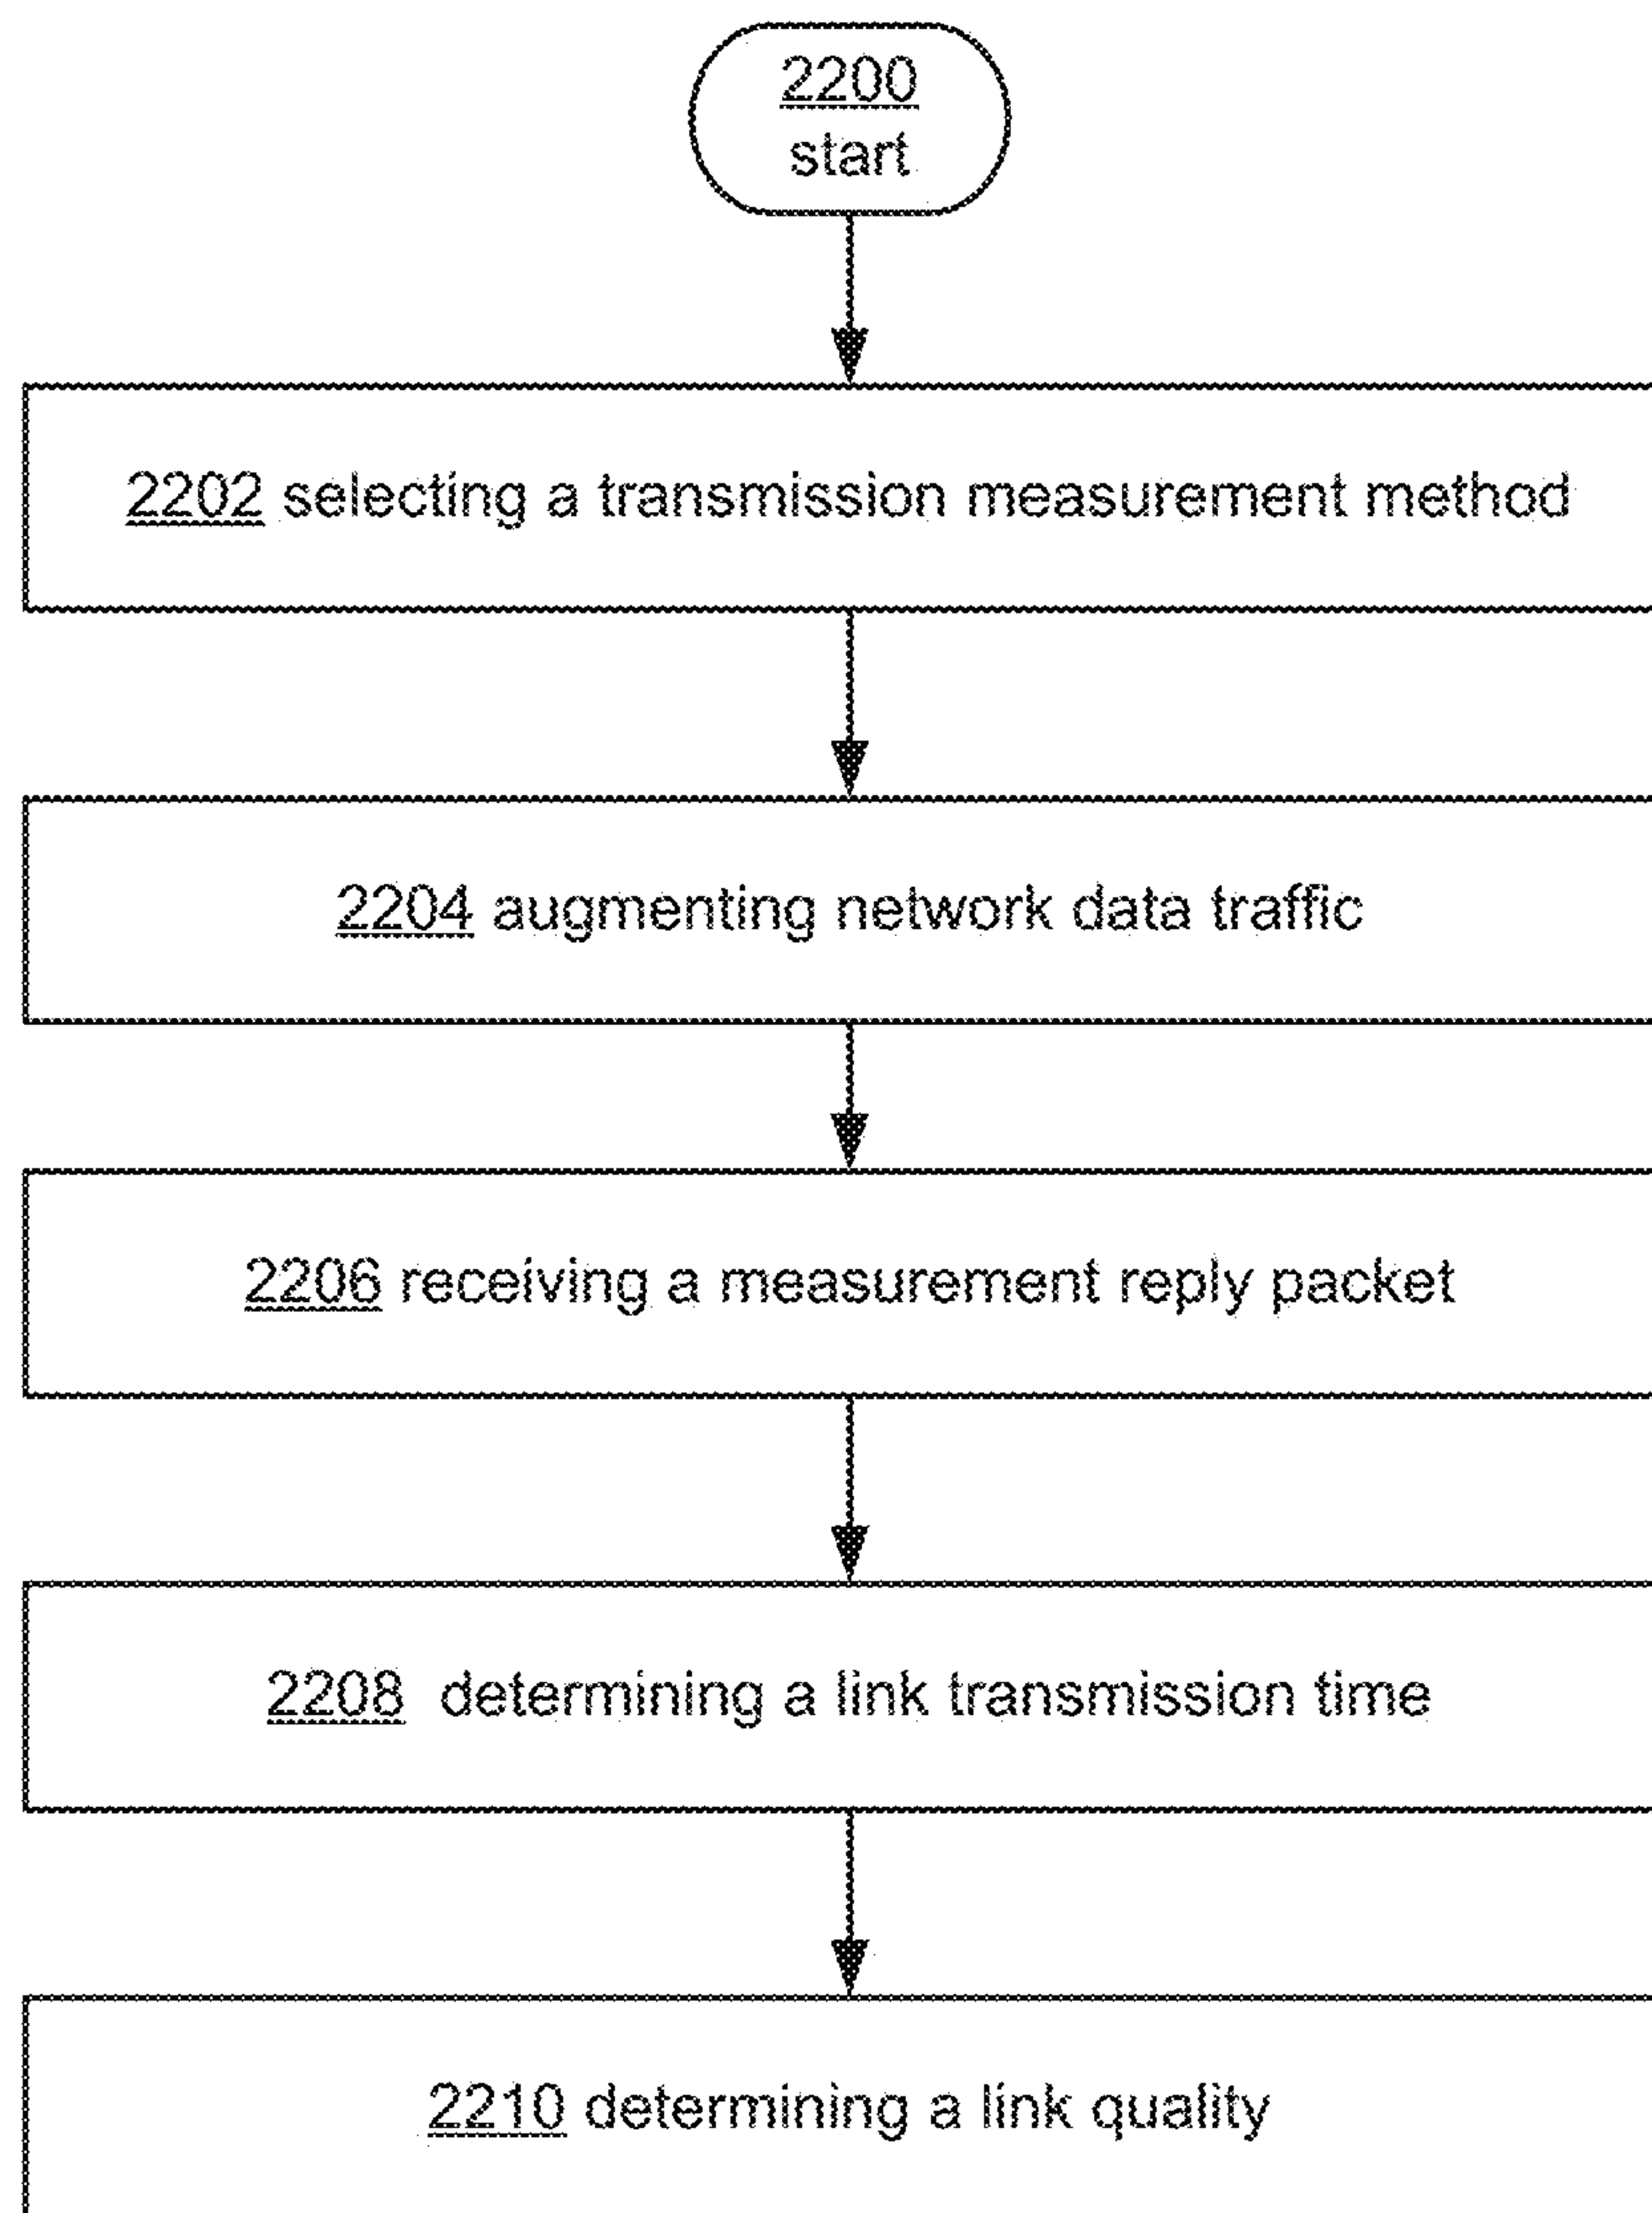 2200
start
2202 selecting a transmission measurement method
2204 augmenting network data traffic
2206 receiving a measurement reply packet
2208 determining a link transmission time
2210 determining a link quality